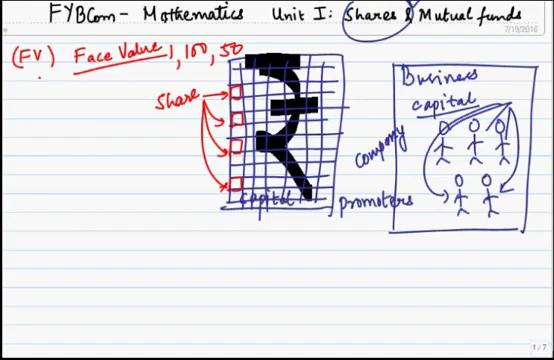 FYBCom - Mathematics Unit I: Shares & Mutual funds
7/19/2016
(FV) Face Value 1, 100, 50
Share
Business
capital
company
capital
promoters
1 / 7